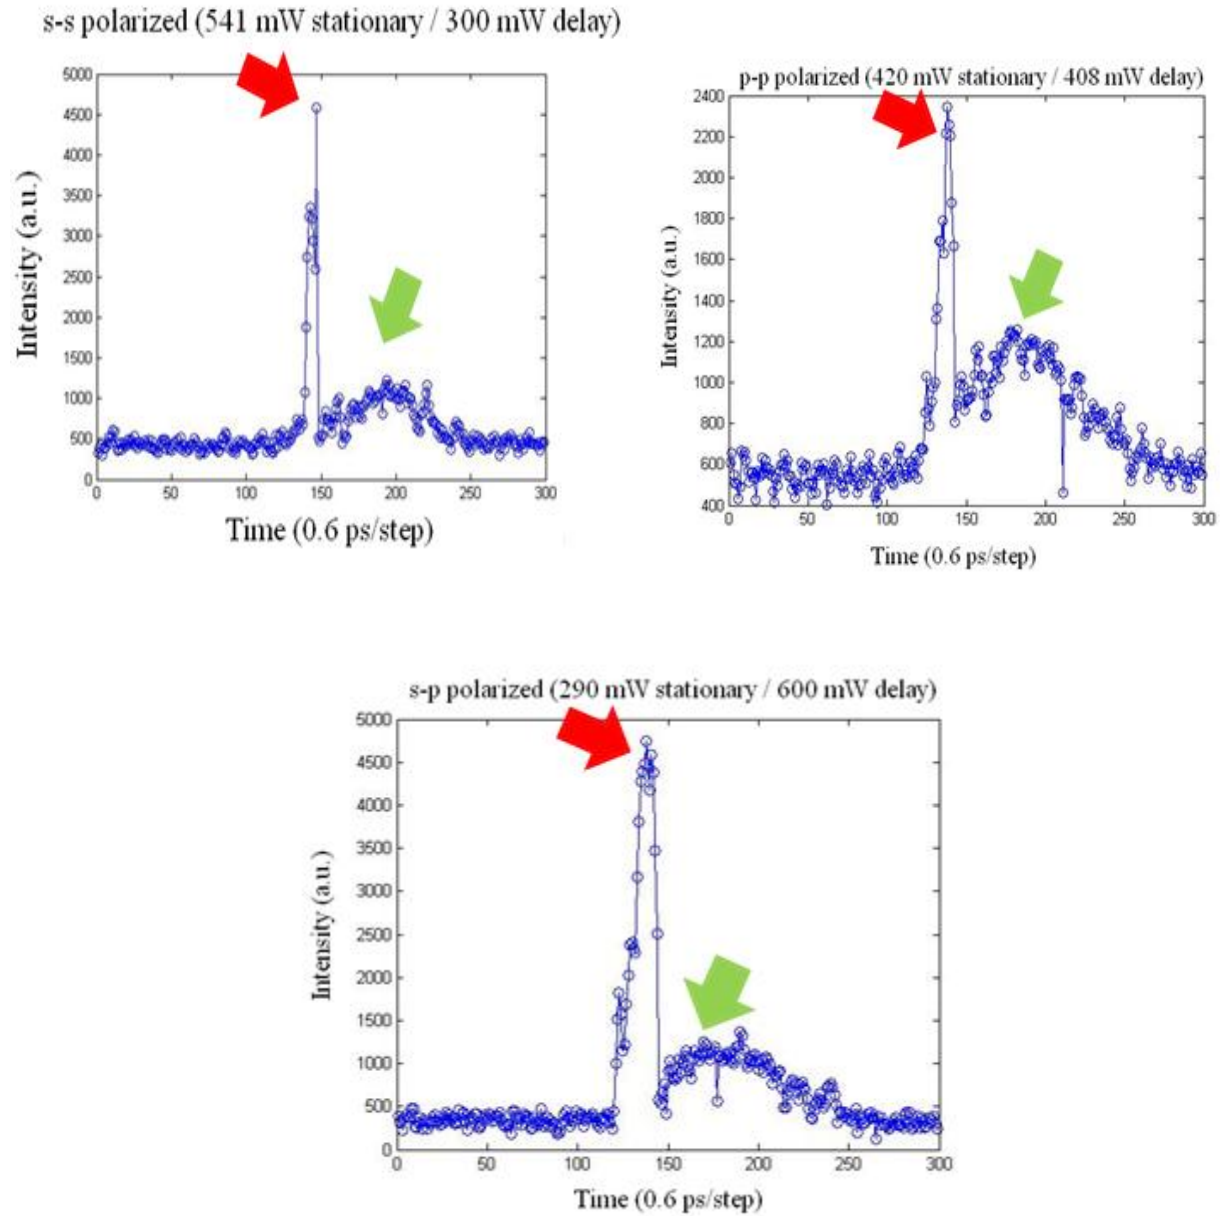 s-s polarized (541 mW stationary / 300 mW delay)
5000
4500
4000
3500
3000
2500
2000
1500
1000
500
0
Intensity (a.u.)
0 50 100 150 200 250 300
Time (0.6 ps/step)
p-p polarized (420 mW stationary / 408 mW delay)
2400
2200
2000
1800
1600
1400
1200
1000
800
600
400
Intensity (a.u.)
0 50 100 150 200 250 300
Time (0.6 ps/step)
s-p polarized (290 mW stationary / 600 mW delay)
5000
4500
4000
3500
3000
2500
2000
1500
1000
500
0
Intensity (a.u.)
0 50 100 150 200 250 300
Time (0.6 ps/step)